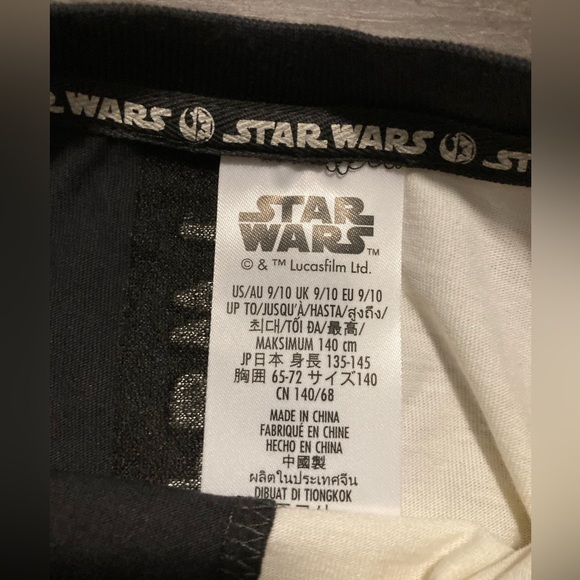 STAR WARS STAR WARS ST
STAR
WARS™
© & ™ Lucasfilm Ltd.
US/AU 9/10 UK 9/10 EU 9/10
UP TO/JUSQU'À/HASTA/สูงถึง/
최대/TỐI ĐA/最高/
MAKSIMUM 140 cm
JP日本 身長 135-145
胸囲 65-72 サイズ140
CN 140/68
MADE IN CHINA
FABRIQUÉ EN CHINE
HECHO EN CHINA
中國製
ผลิตในประเทศจีน
DIBUAT DI TIONGKOK